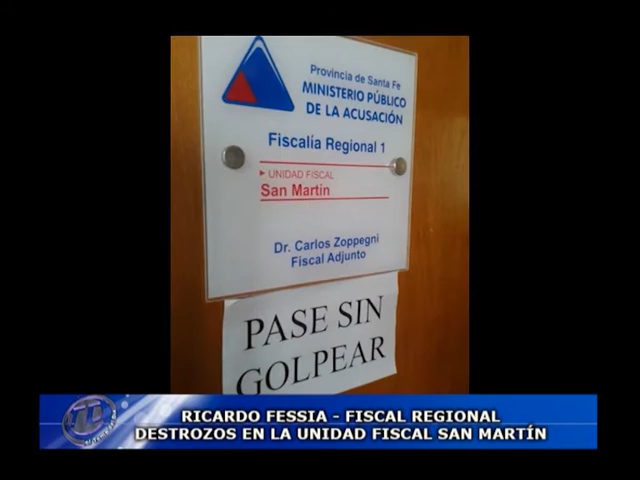 Provincia de Santa Fe
MINISTERIO PÚBLICO
DE LA ACUSACIÓN
Fiscalía Regional 1
UNIDAD FISCAL
San Martín
Dr. Carlos Zoppegni
Fiscal Adjunto
PASE SIN
GOLPEAR
RICARDO FESSIA - FISCAL REGIONAL
DESTROZOS EN LA UNIDAD FISCAL SAN MARTÍN